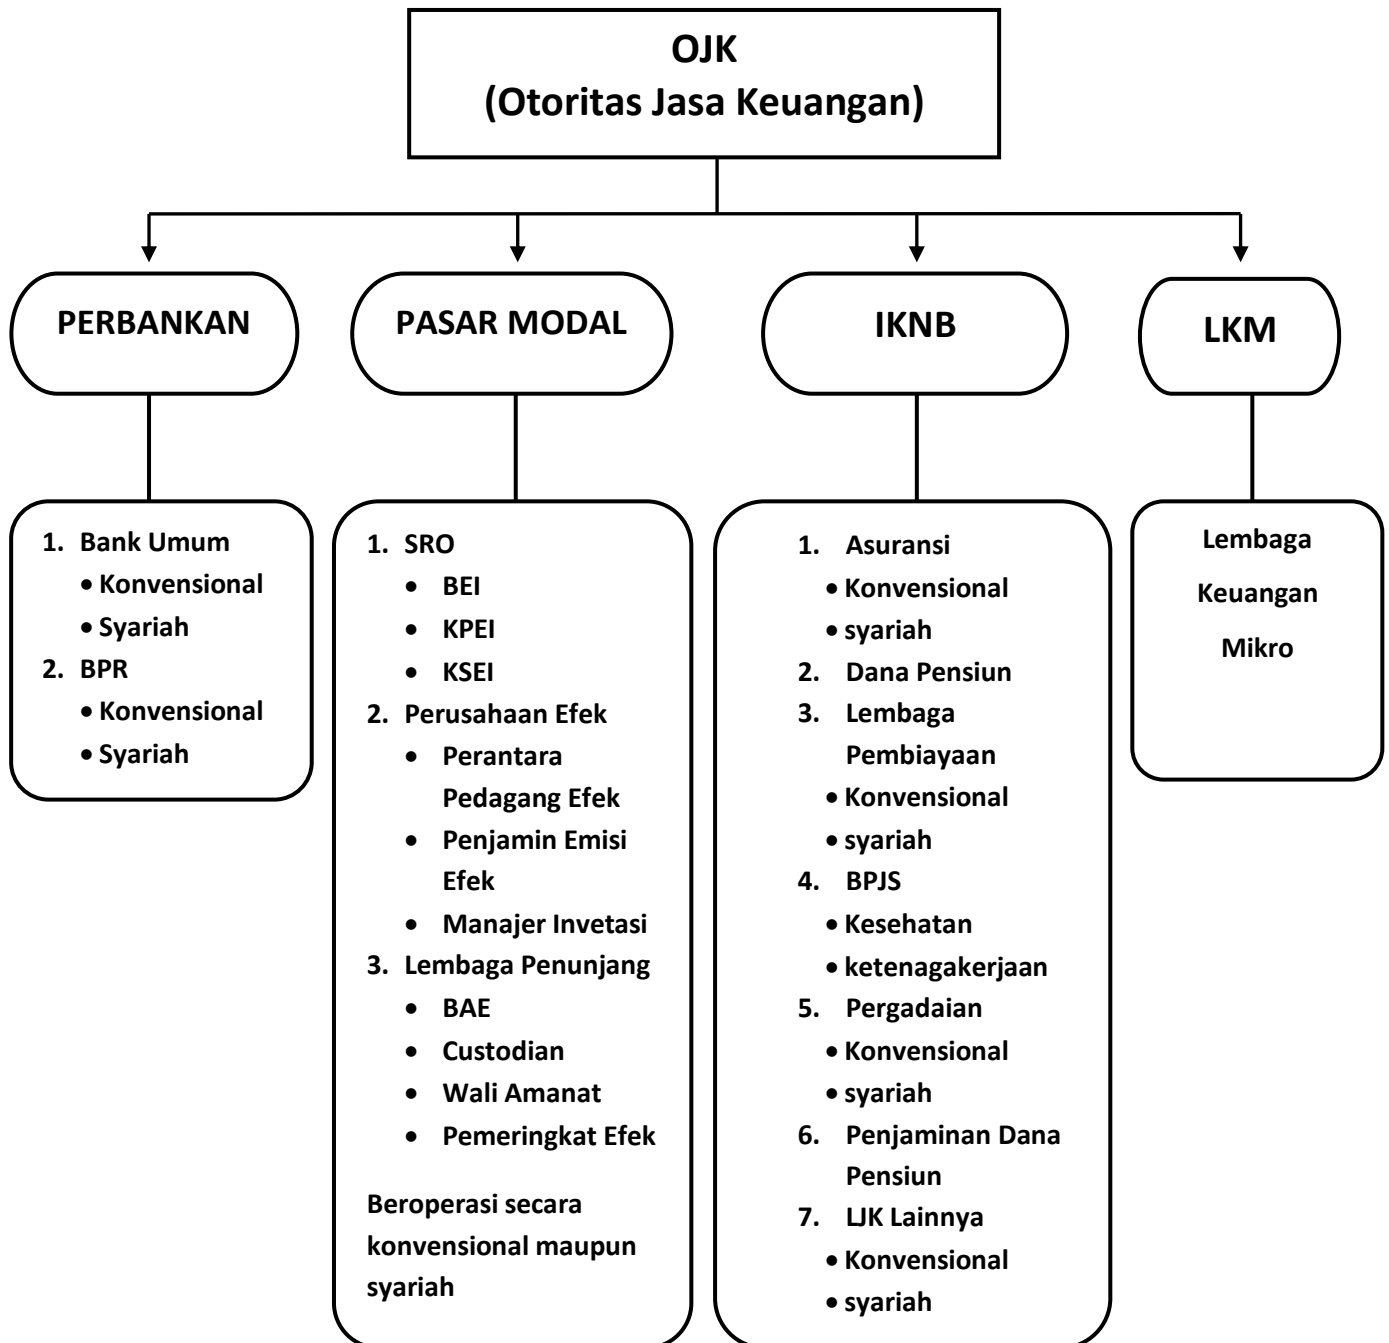 OJK
(Otoritas Jasa Keuangan)
PERBANKAN
PASAR MODAL
IKNB
LKM
1. Bank Umum
• Konvensional
• Syariah
2. BPR
• Konvensional
• Syariah
1. SRO
• BEI
• KPEI
• KSEI
2. Perusahaan Efek
• Perantara
Pedagang Efek
• Penjamin Emisi
Efek
• Manajer Invetasi
3. Lembaga Penunjang
• BAE
• Custodian
• Wali Amanat
• Pemeringkat Efek
Beroperasi secara
konvensional maupun
syariah
1. Asuransi
• Konvensional
• syariah
2. Dana Pensiun
3. Lembaga
Pembiayaan
• Konvensional
• syariah
4. BPJS
• Kesehatan
• ketenagakerjaan
5. Pergadaian
• Konvensional
• syariah
6. Penjaminan Dana
Pensiun
7. LJK Lainnya
• Konvensional
• syariah
Lembaga
Keuangan
Mikro